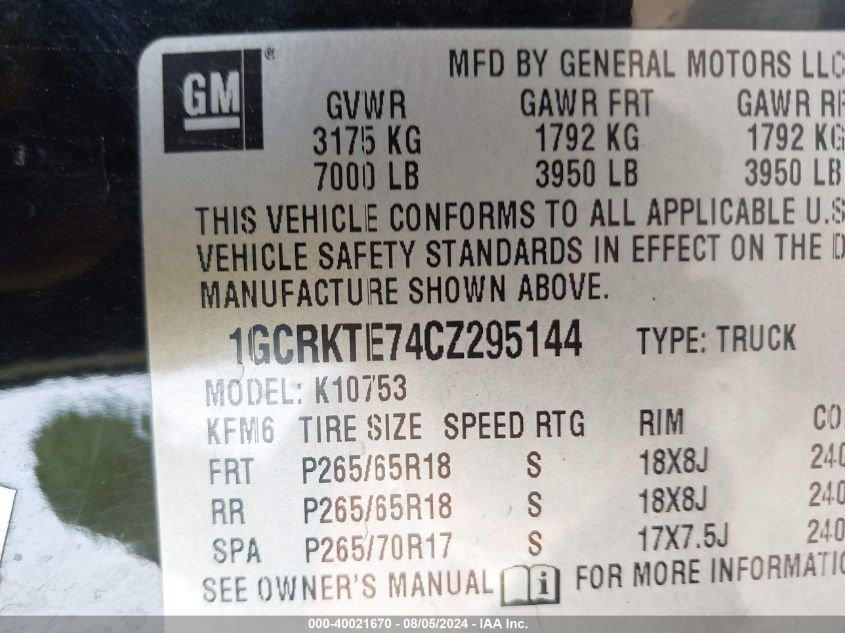 GM ®
MFD BY GENERAL MOTORS LLC
GVWR GAWR FRT GAWR RR
3175 KG 1792 KG 1792 KG
7000 LB 3950 LB 3950 LB
THIS VEHICLE CONFORMS TO ALL APPLICABLE U.S
VEHICLE SAFETY STANDARDS IN EFFECT ON THE D
MANUFACTURE SHOWN ABOVE.
1GCRKTE74CZ295144 TYPE: TRUCK
MODEL: K10753
KFM6 TIRE SIZE SPEED RTG RIM CO
FRT P265/65R18 S 18X8J 240
RR P265/65R18 S 18X8J 240
SPA P265/70R17 S 17X7.5J 240
SEE OWNER'S MANUAL i FOR MORE INFORMATIO
000-40021670 - 08/05/2024 - IAA Inc.